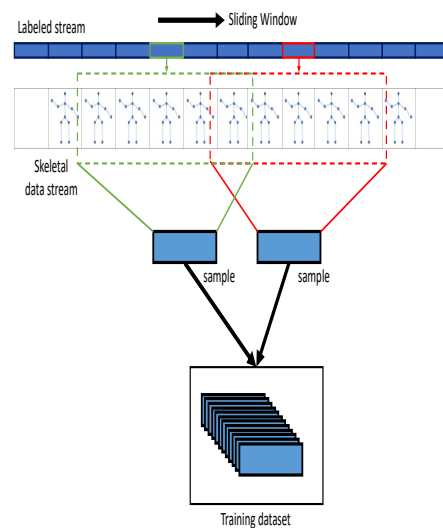 Sliding Window
Labeled stream
Skeletal
data stream
sample
sample
Training dataset